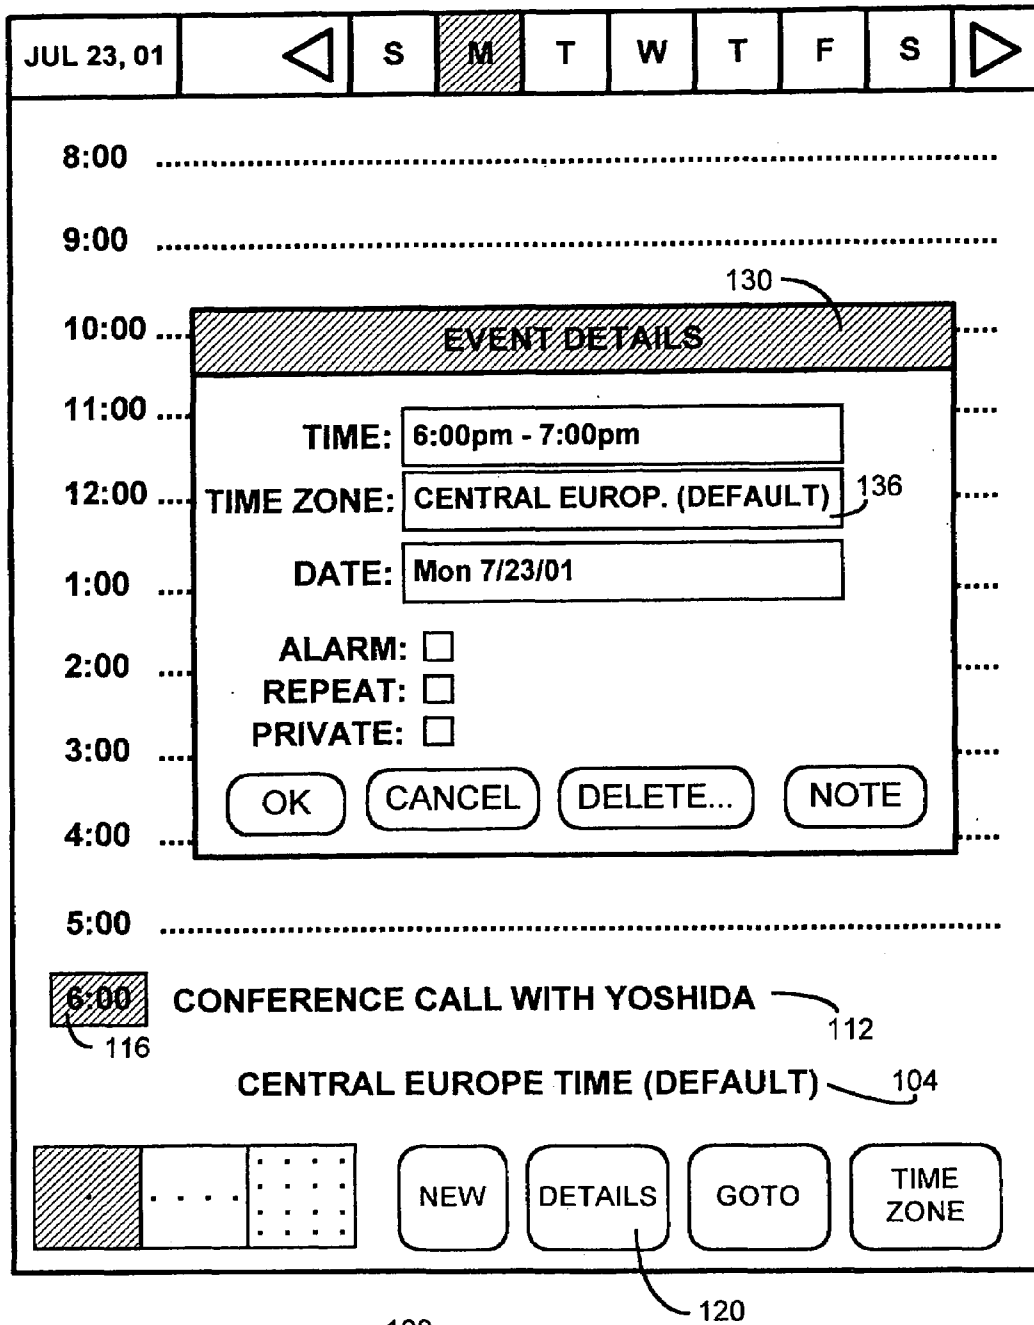 JUL 23, 01 S M T W T F S
8:00
9:00
130
10:00 EVENT DETAILS
11:00
TIME: 6:00pm - 7:00pm
12:00 TIME ZONE: CENTRAL EUROP. (DEFAULT) 136
1:00 DATE: Mon 7/23/01
ALARM:
2:00
REPEAT:
PRIVATE:
3:00
OK CANCEL DELETE... NOTE
4:00
5:00
6:00 CONFERENCE CALL WITH YOSHIDA
112
116
CENTRAL EUROPE TIME (DEFAULT) 104
NEW DETAILS GOTO TIME ZONE
120